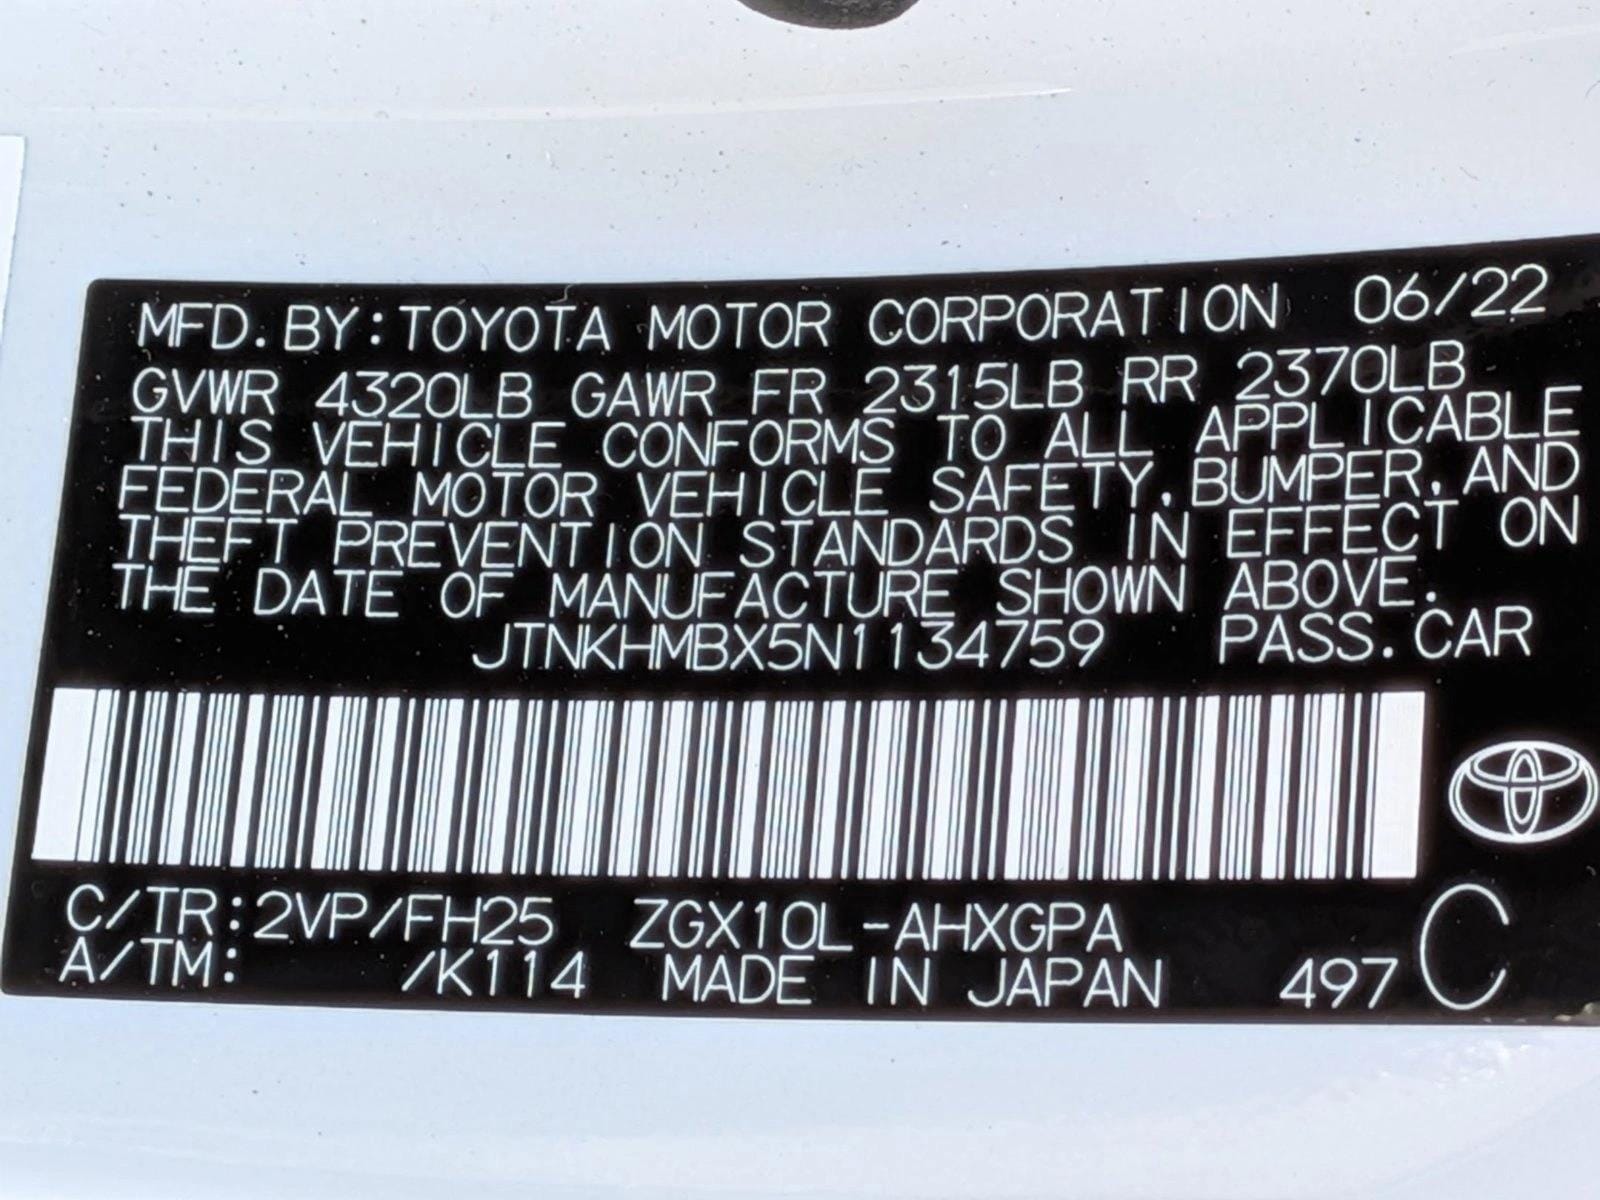 MFD. BY: TOYOTA MOTOR CORPORATION 06/22
GVWR 4320LB GAWR FR 2315LB RR 2370LB
THIS VEHICLE CONFORMS TO ALL APPLICABLE
FEDERAL MOTOR VEHICLE SAFETY, BUMPER, AND
THEFT PREVENTION STANDARDS IN EFFECT ON
THE DATE OF MANUFACTURE SHOWN ABOVE.
JTNKHMBX5N1134759 PASS. CAR
C/TR: 2VP/FH25 ZGX10L-AHXGPA
A/TM: /K114 MADE IN JAPAN 497 C